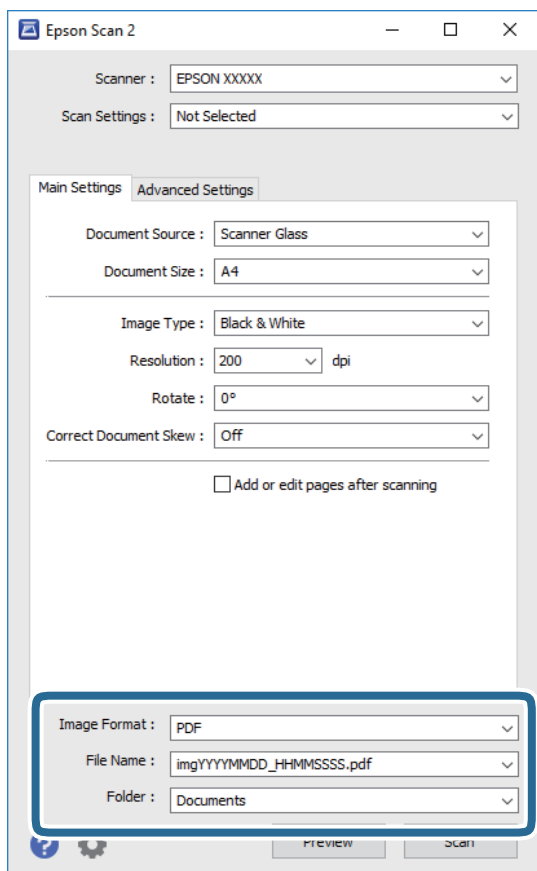 Epson Scan 2
Scanner : EPSON XXXXX
Scan Settings : Not Selected
Main Settings Advanced Settings
Document Source : Scanner Glass
Document Size : A4
Image Type : Black & White
Resolution : 200 dpi
Rotate : 0°
Correct Document Skew : Off
Add or edit pages after scanning
Image Format : PDF
File Name : imgYYYYMMDD_HHMMSSSS.pdf
Folder : Documents
? Preview Scan